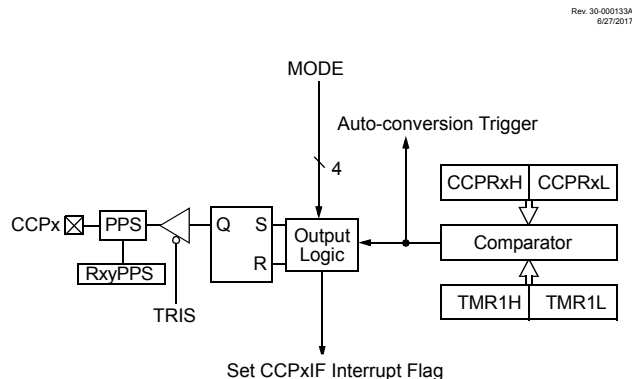 Rev. 30-000133A
6/27/2017
MODE
Auto-conversion Trigger
4
CCPRxH CCPRxL
CCPx PPS Q S Output Logic Comparator
R
RxyPPS
TMR1H TMR1L
TRIS
Set CCPxIF Interrupt Flag